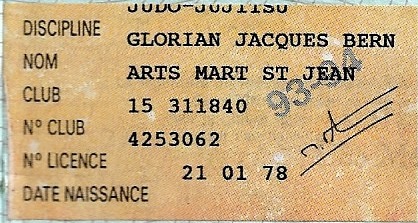 JUDO-JUJITSU
DISCIPLINE
GLORIAN JACQUES BERN
NOM
ARTS MART ST JEAN
CLUB
15 311840
93-94
N° CLUB
4253062
N° LICENCE
21 01 78
DATE NAISSANCE